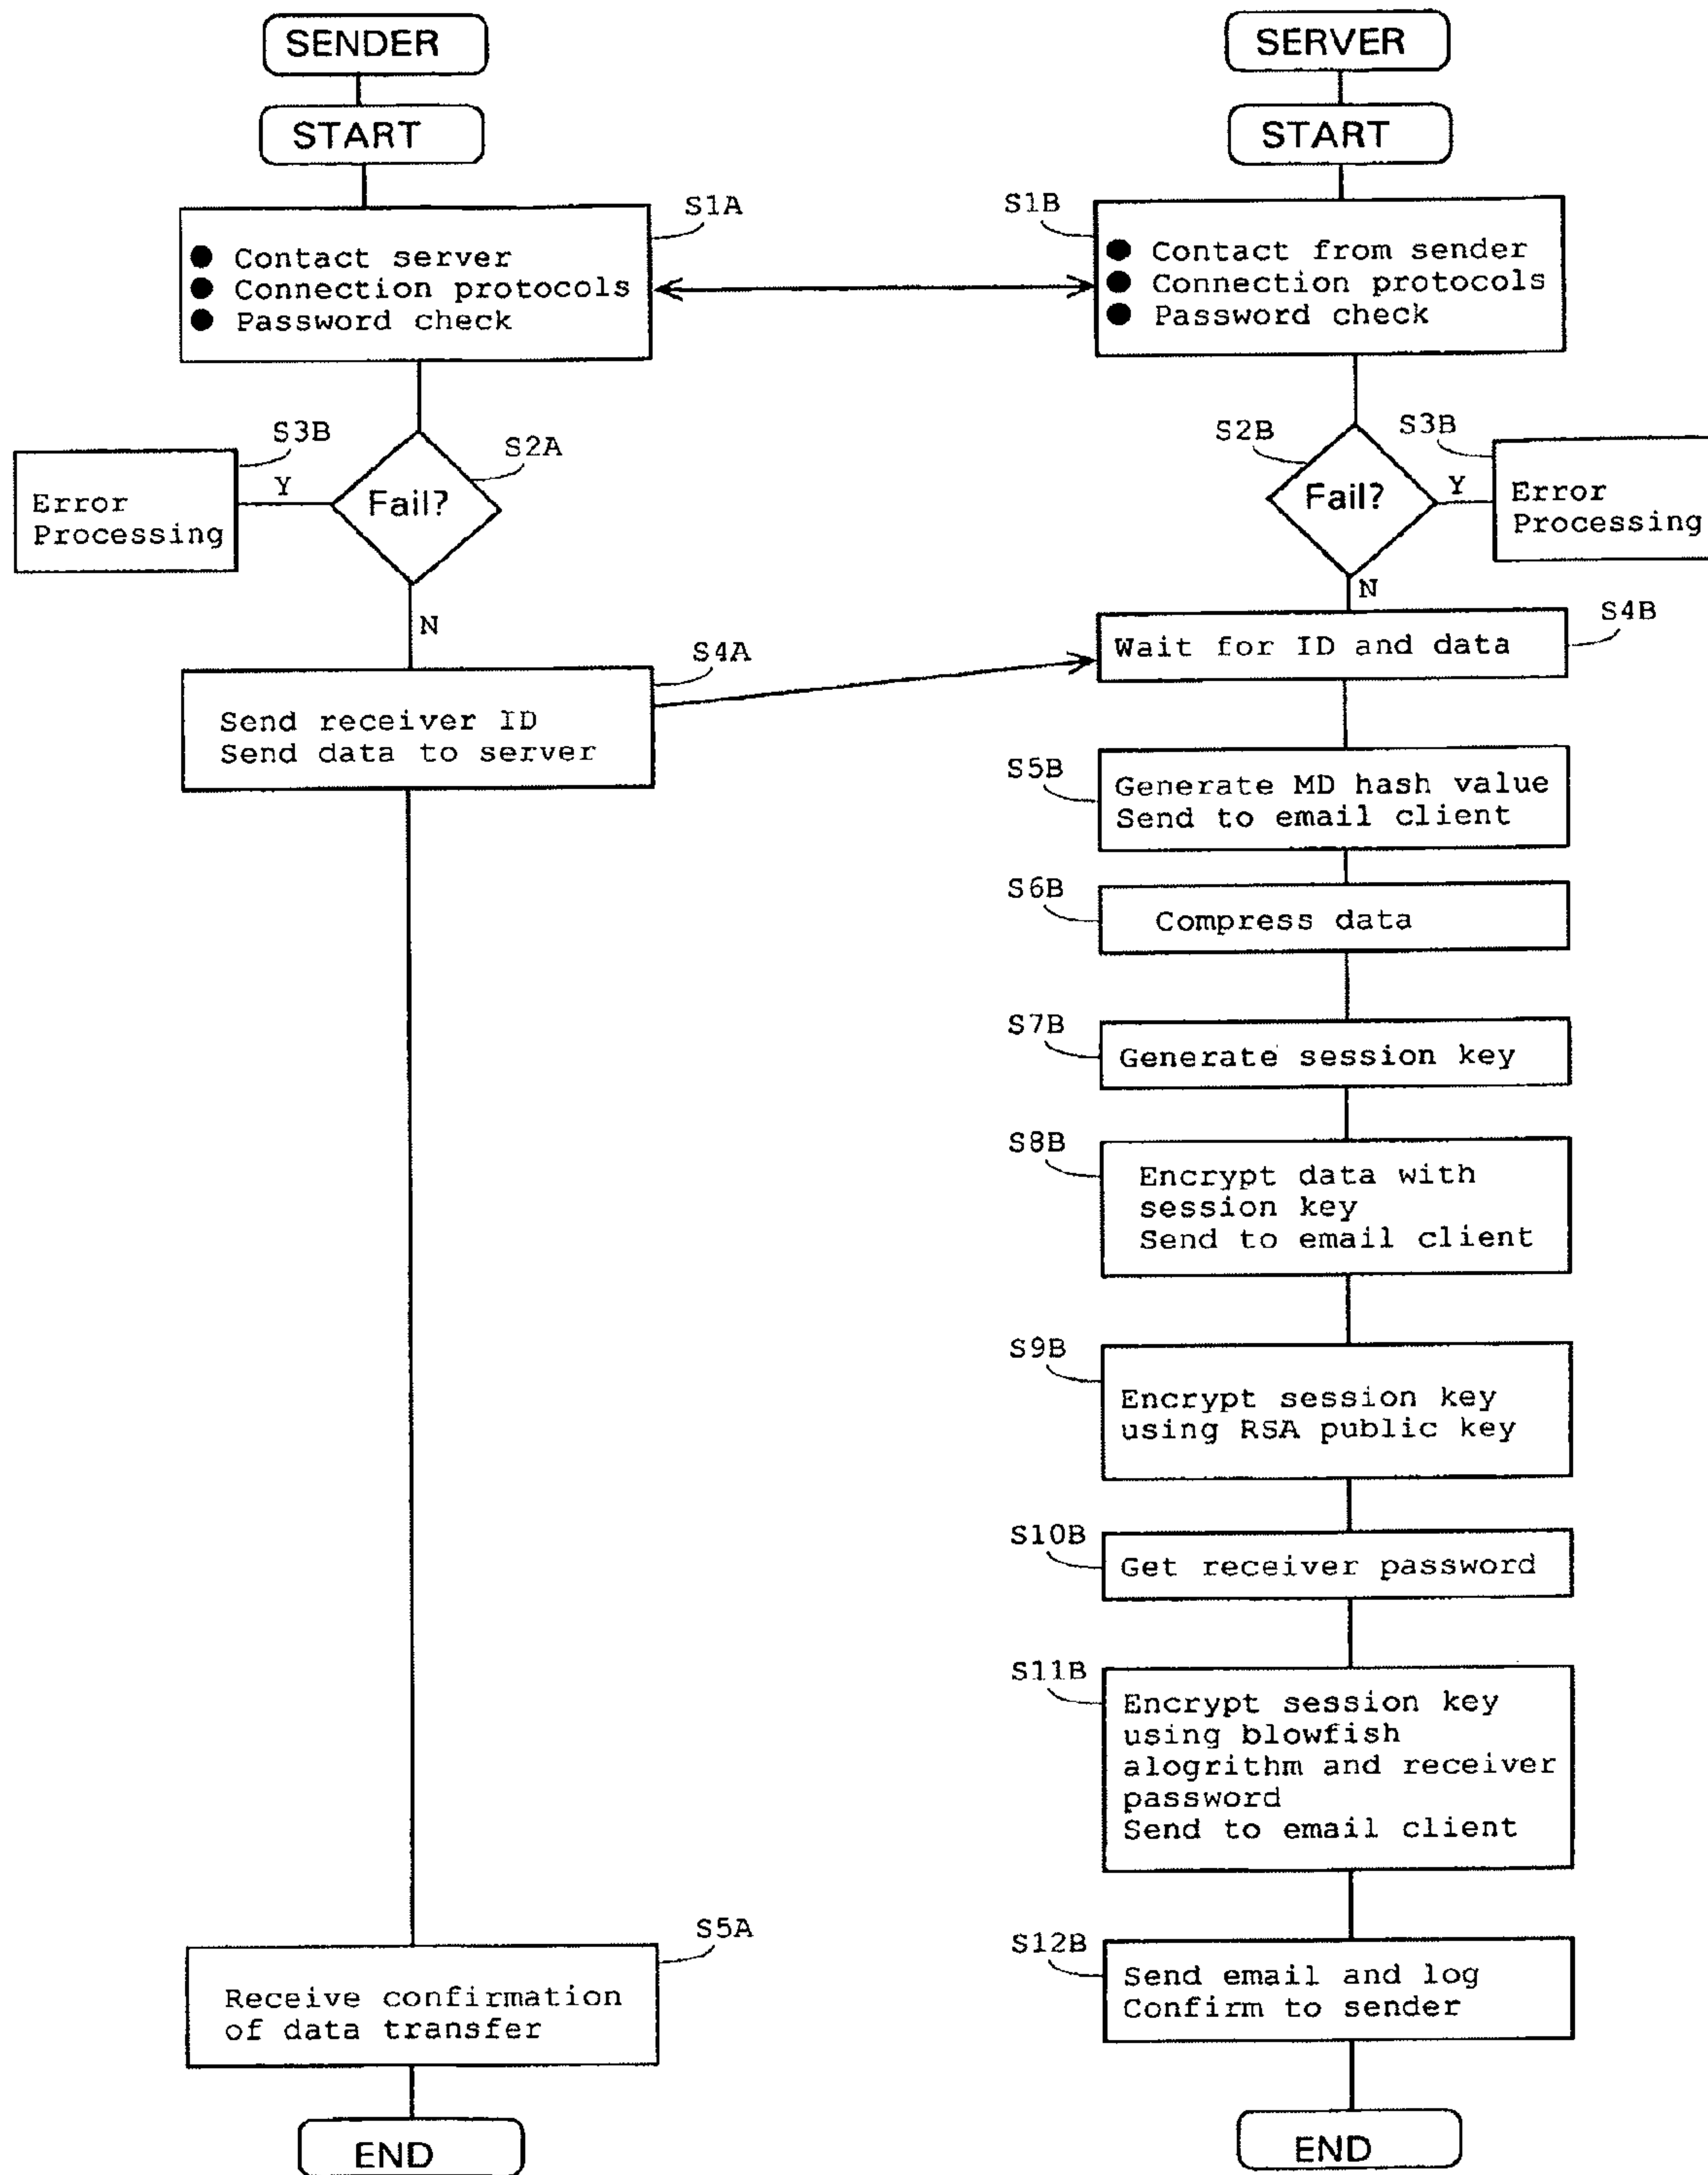 SENDER
START
S1A
● Contact server
● Connection protocols
● Password check
S3B
S2A
Y
Fail?
Error
Processing
N
S4A
Send receiver ID
Send data to server
S5A
Receive confirmation
of data transfer
END
SERVER
START
S1B
● Contact from sender
● Connection protocols
● Password check
S2B
S3B
Fail?
Y
Error
Processing
N
S4B
Wait for ID and data
S5B
Generate MD hash value
Send to email client
S6B
Compress data
S7B
Generate session key
S8B
Encrypt data with
session key
Send to email client
S9B
Encrypt session key
using RSA public key
S10B
Get receiver password
S11B
Encrypt session key
using blowfish
alogrithm and receiver
password
Send to email client
S12B
Send email and log
Confirm to sender
END